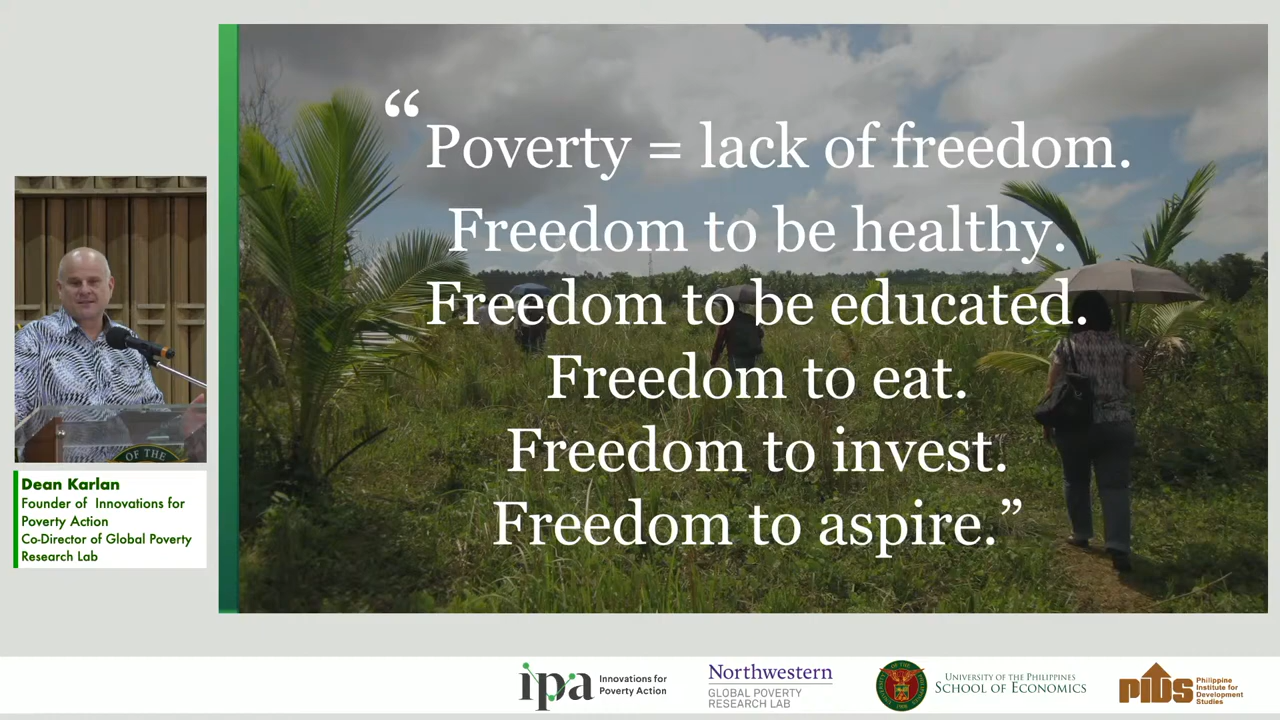 “
Poverty = lack of freedom.
Freedom to be healthy.
Freedom to be educated.
Freedom to eat.
Freedom to invest.
Freedom to aspire.”
OF THE
Dean Karlan
Founder of Innovations for
Poverty Action
Co-Director of Global Poverty
Research Lab
ipa
Innovations for
Poverty Action
Northwestern
GLOBAL POVERTY
RESEARCH LAB
UNIVERSITY OF THE PHILIPPINES
SCHOOL OF ECONOMICS
PIDS
Philippine
Institute for
Development
Studies